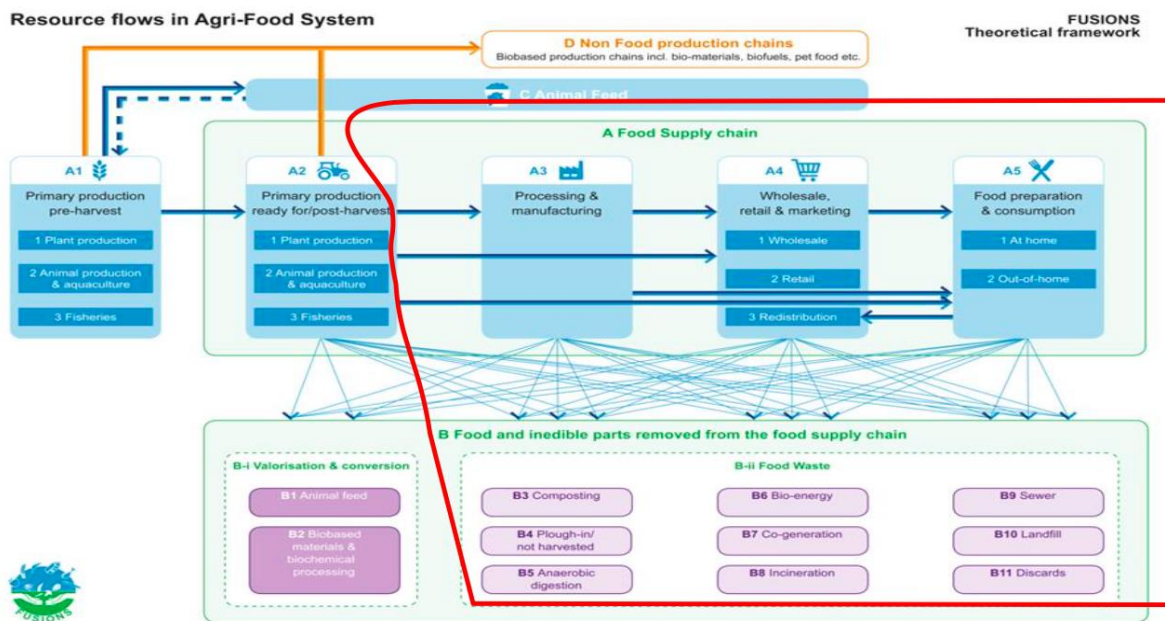 Resource flows in Agri-Food System
FUSIONS
Theoretical framework
D Non Food production chains
Biobased production chains incl. bio-materials, biofuels, pet food etc.
C Animal Feed
A Food Supply chain
A1
Primary production
pre-harvest
1 Plant production
2 Animal production
& aquaculture
3 Fisheries
A2
Primary production
ready for/post-harvest
1 Plant production
2 Animal production
& aquaculture
3 Fisheries
A3
Processing &
manufacturing
A4
Wholesale,
retail & marketing
1 Wholesale
2 Retail
3 Redistribution
A5
Food preparation
& consumption
1 At home
2 Out-of-home
B Food and inedible parts removed from the food supply chain
B-i Valorisation & conversion
B1 Animal feed
B2 Biobased
materials &
biochemical
processing
B-ii Food Waste
B3 Composting
B4 Plough-in/
not harvested
B5 Anaerobic
digestion
B6 Bio-energy
B7 Co-generation
B8 Incineration
B9 Sewer
B10 Landfill
B11 Discards
FUSIONS